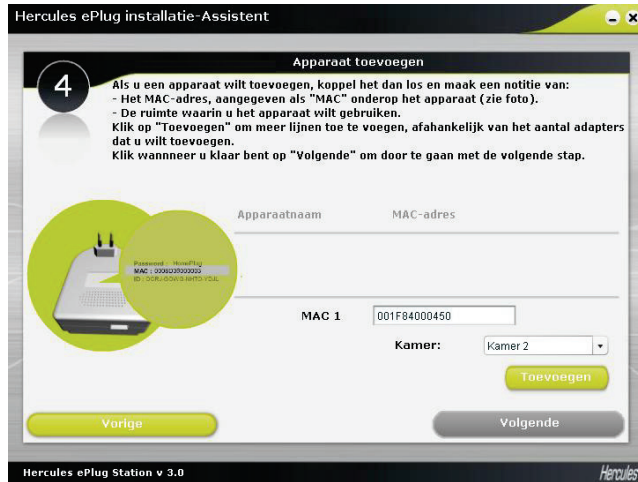 Hercules ePlug installatie-Assistent
Apparaat toevoegen
4
Als u een apparaat wilt toevoegen, koppel het dan los en maak een notitie van:
- Het MAC-adres, aangegeven als "MAC" onderop het apparaat (zie foto).
- De ruimte waarin u het apparaat wilt gebruiken.
Klik op "Toevoegen" om meer lijnen toe te voegen, afahankelijk van het aantal adapters
dat u wilt toevoegen.
Klik wannneer u klaar bent op "Volgende" om door te gaan met de volgende stap.
Apparaatnaam MAC-adres
Password : HomePlug
MAC :
ID :
MAC 1 001F84000450
Kamer: Kamer 2
Toevoegen
Vorige Volgende
Hercules ePlug Station v 3.0 Hercules